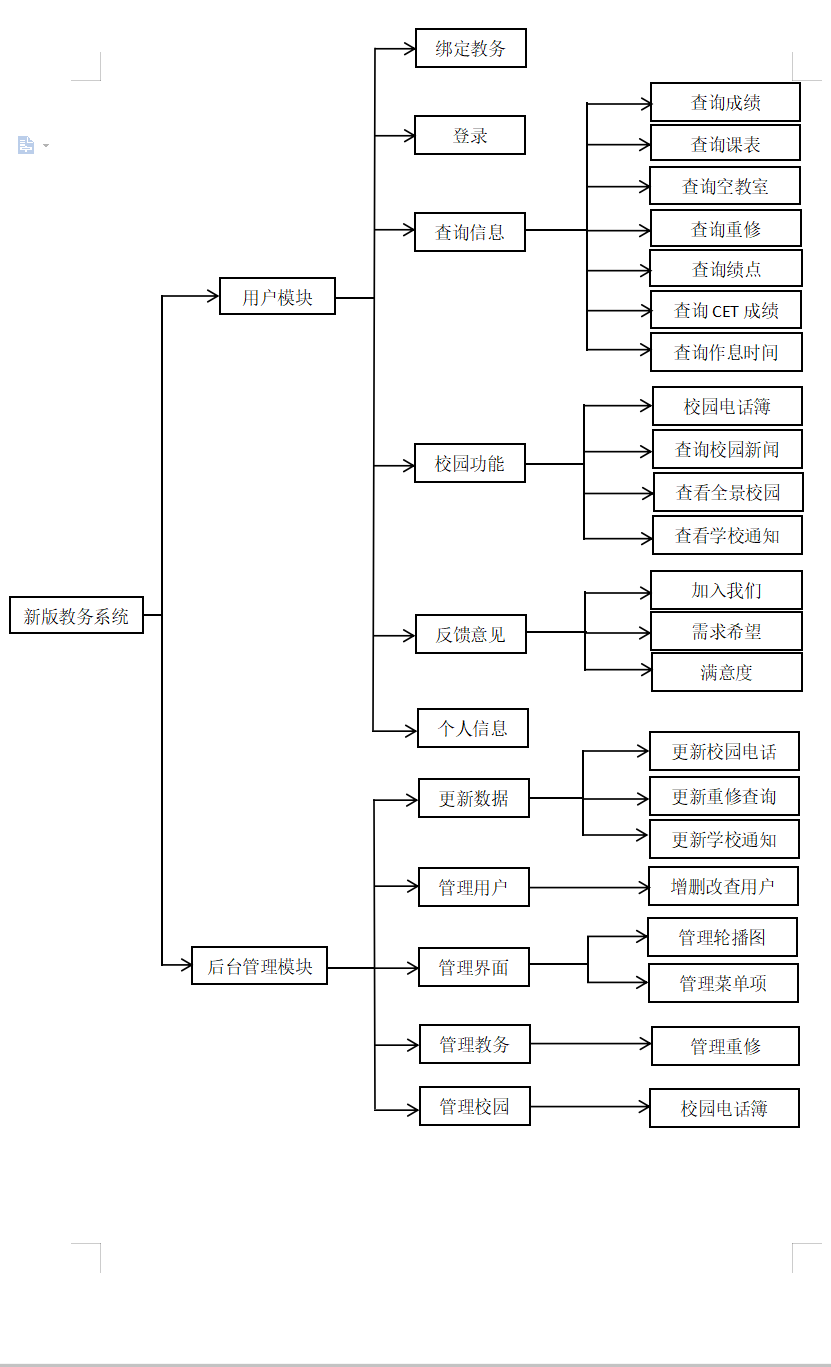 绑定教务
查询成绩
登录
查询课表
查询空教室
查询信息
查询重修
查询绩点
用户模块
查询 CET 成绩
查询作息时间
校园电话簿
校园功能
查询校园新闻
查看全景校园
查看学校通知
新版教务系统
加入我们
反馈意见
需求希望
满意度
个人信息
更新校园电话
更新数据
更新重修查询
更新学校通知
管理用户
增删改查用户
后台管理模块
管理界面
管理轮播图
管理菜单项
管理教务
管理重修
管理校园
校园电话簿